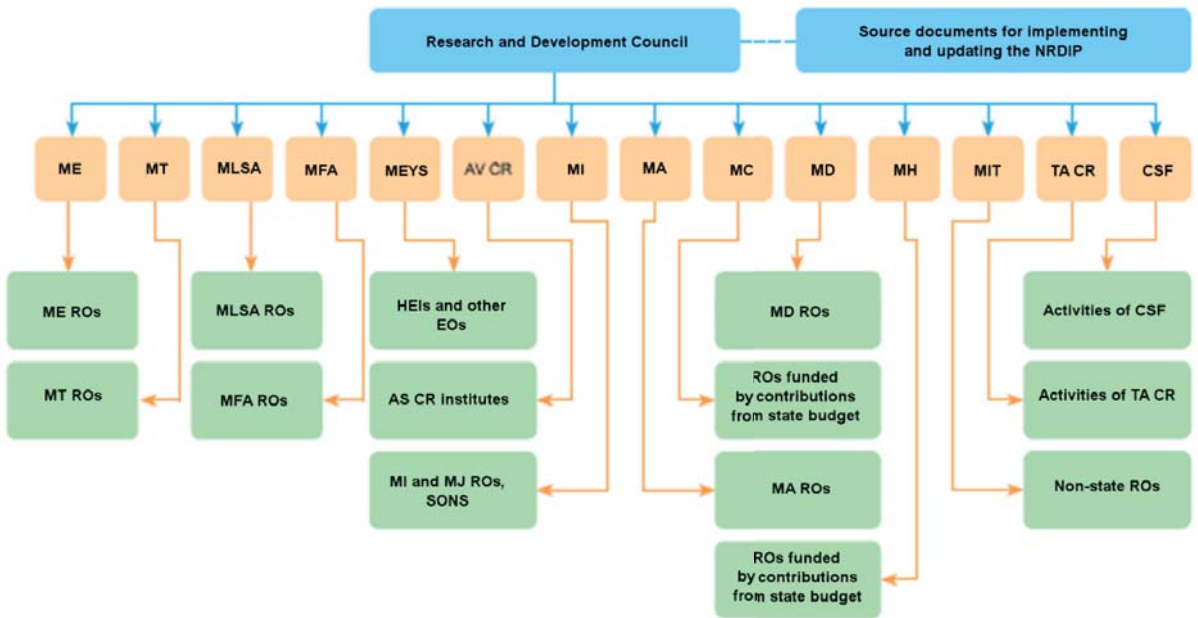 Research and Development Council
Source documents for implementing
and updating the NRDIP
ME
MT
MLSA
MFA
MEYS
AV ČR
MI
MA
MC
MD
MH
MIT
TA CR
CSF
ME ROs
MLSA ROs
HEIs and other
EOs
MD ROs
Activities of CSF
MT ROs
MFA ROs
AS CR institutes
ROs funded
by contributions
from state budget
Activities of TA CR
MI and MJ ROs,
SONS
MA ROs
Non-state ROs
ROs funded
by contributions
from state budget